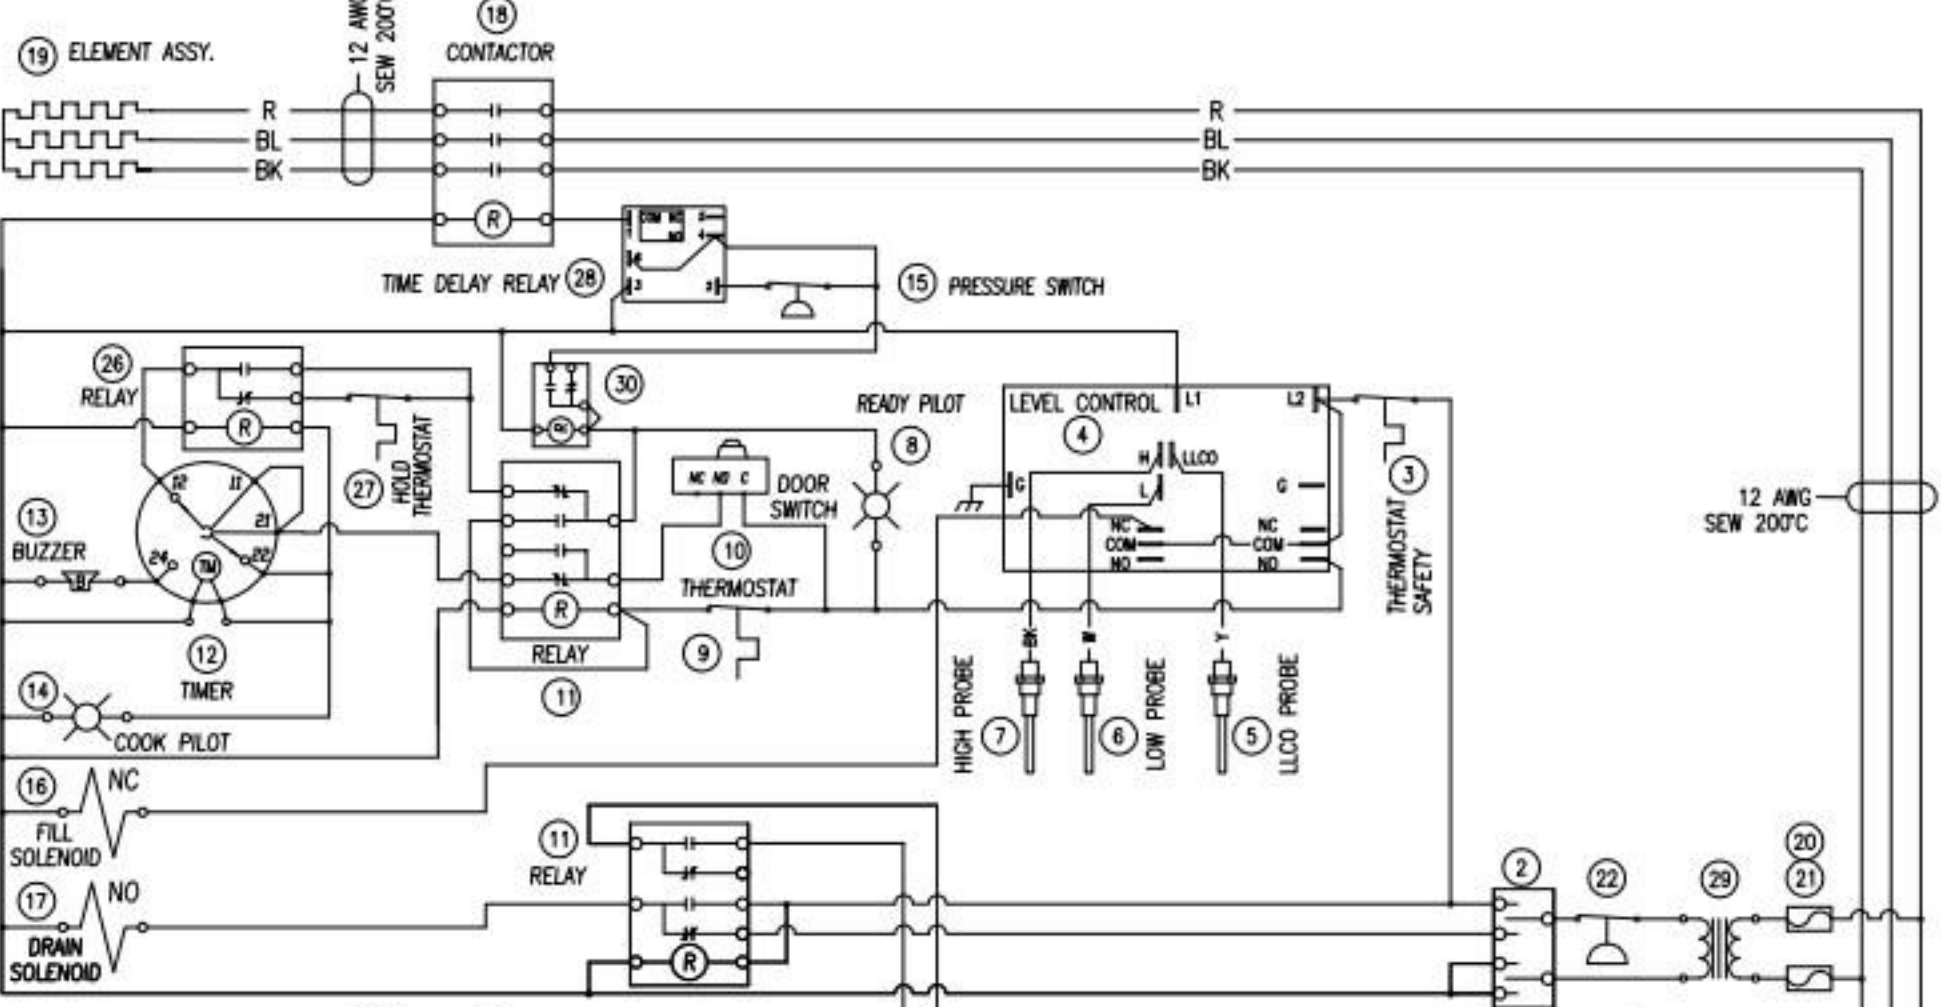 12 AWG
SEW 200°C
18
CONTACTOR
19 ELEMENT ASSY.
R
BL
BK
R
BL
BK
R
COM NC
NO
4
TIME DELAY RELAY 28
3
15 PRESSURE SWITCH
26
RELAY
R
27
HOLD
THERMOSTAT
30
READY PILOT
8
LEVEL CONTROL
4
L1
L2
H
LLCO
L
G
G
NC
COM
NO
NC
COM
NO
3
THERMOSTAT
SAFETY
12 AWG
SEW 200°C
NC NO C
DOOR
SWITCH
10
THERMOSTAT
9
13
BUZZER
B
12
11
21
22
24
TM
12
TIMER
R
RELAY
11
14
COOK PILOT
BK
W
Y
HIGH PROBE
7
6
LOW PROBE
5
LLCO PROBE
16
NC
FILL
SOLENOID
17
NO
DRAIN
SOLENOID
11
RELAY
R
2
22
29
20
21